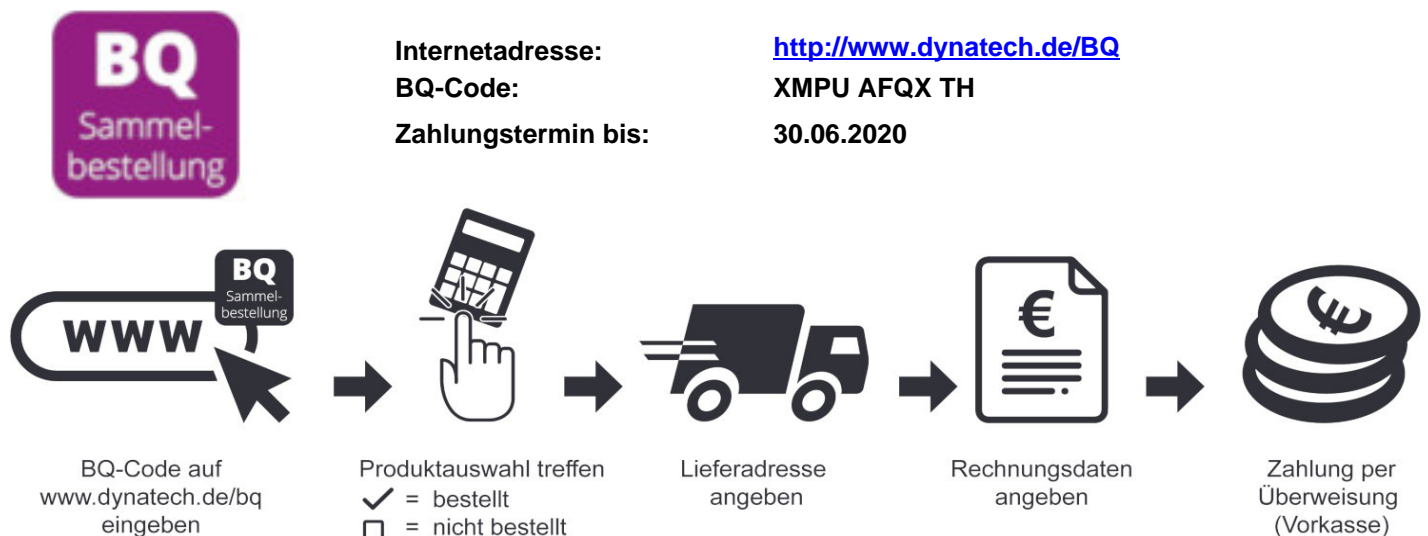 BQ
Sammel-
bestellung
Internetadresse: http://www.dynatech.de/BQ
BQ-Code: XMPU AFQX TH
Zahlungstermin bis: 30.06.2020
www
BQ
Sammel-
bestellung
€
€
BQ-Code auf
www.dynatech.de/bq
eingeben
Produktauswahl treffen
✓ = bestellt
☐ = nicht bestellt
Lieferadresse
angeben
Rechnungsdaten
angeben
Zahlung per
Überweisung
(Vorkasse)